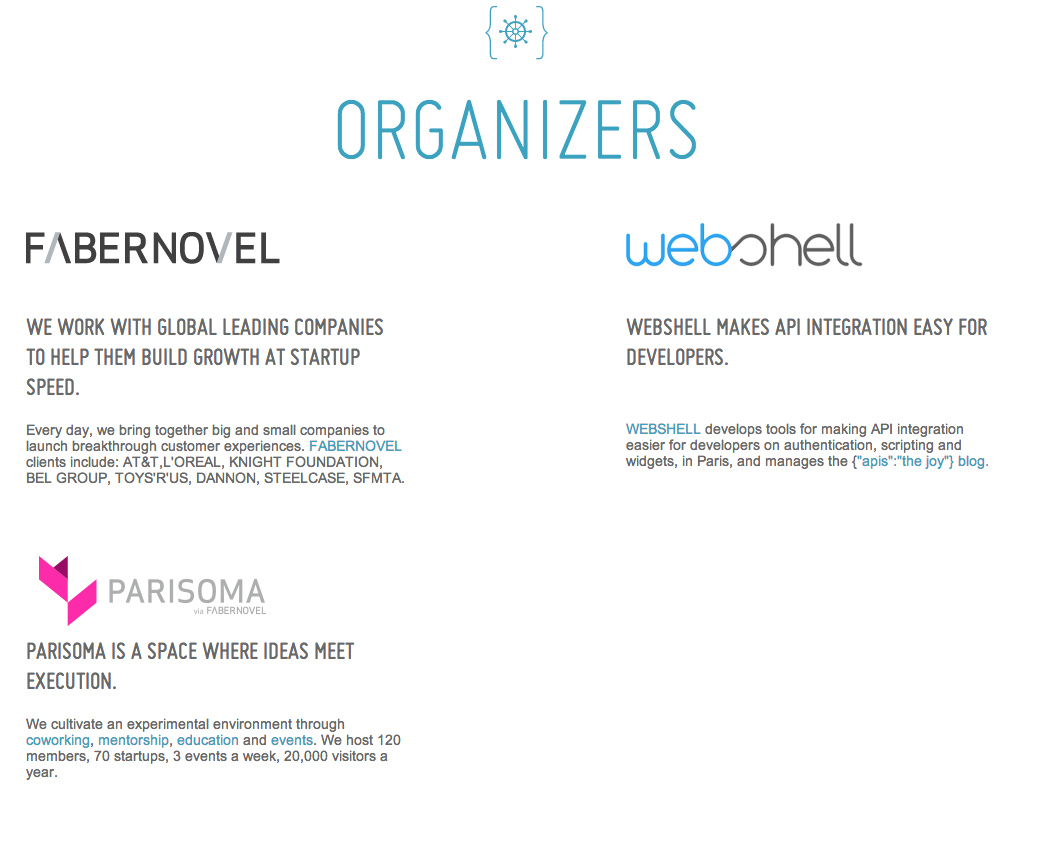 { }
ORGANIZERS
FABERNOVEL
WE WORK WITH GLOBAL LEADING COMPANIES
TO HELP THEM BUILD GROWTH AT STARTUP
SPEED.
Every day, we bring together big and small companies to
launch breakthrough customer experiences. FABERNOVEL
clients include: AT&T,L'OREAL, KNIGHT FOUNDATION,
BEL GROUP, TOYS'R'US, DANNON, STEELCASE, SFMTA.
webshell
WEBSHELL MAKES API INTEGRATION EASY FOR
DEVELOPERS.
WEBSHELL develops tools for making API integration
easier for developers on authentication, scripting and
widgets, in Paris, and manages the {"apis":"the joy"} blog.
PARISOMA
via FABERNOVEL
PARISOMA IS A SPACE WHERE IDEAS MEET
EXECUTION.
We cultivate an experimental environment through
coworking, mentorship, education and events. We host 120
members, 70 startups, 3 events a week, 20,000 visitors a
year.